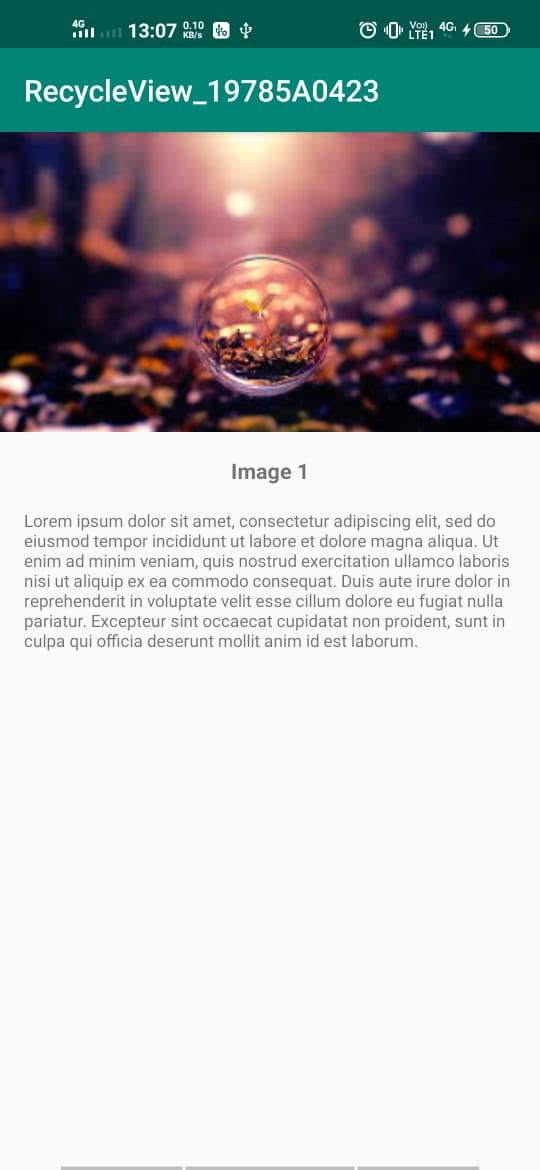 4G 13:07 0.10 KB/s Vo)) LTE1 4G 50
RecycleView_19785A0423
Image 1
Lorem ipsum dolor sit amet, consectetur adipiscing elit, sed do
eiusmod tempor incididunt ut labore et dolore magna aliqua. Ut
enim ad minim veniam, quis nostrud exercitation ullamco laboris
nisi ut aliquip ex ea commodo consequat. Duis aute irure dolor in
reprehenderit in voluptate velit esse cillum dolore eu fugiat nulla
pariatur. Excepteur sint occaecat cupidatat non proident, sunt in
culpa qui officia deserunt mollit anim id est laborum.